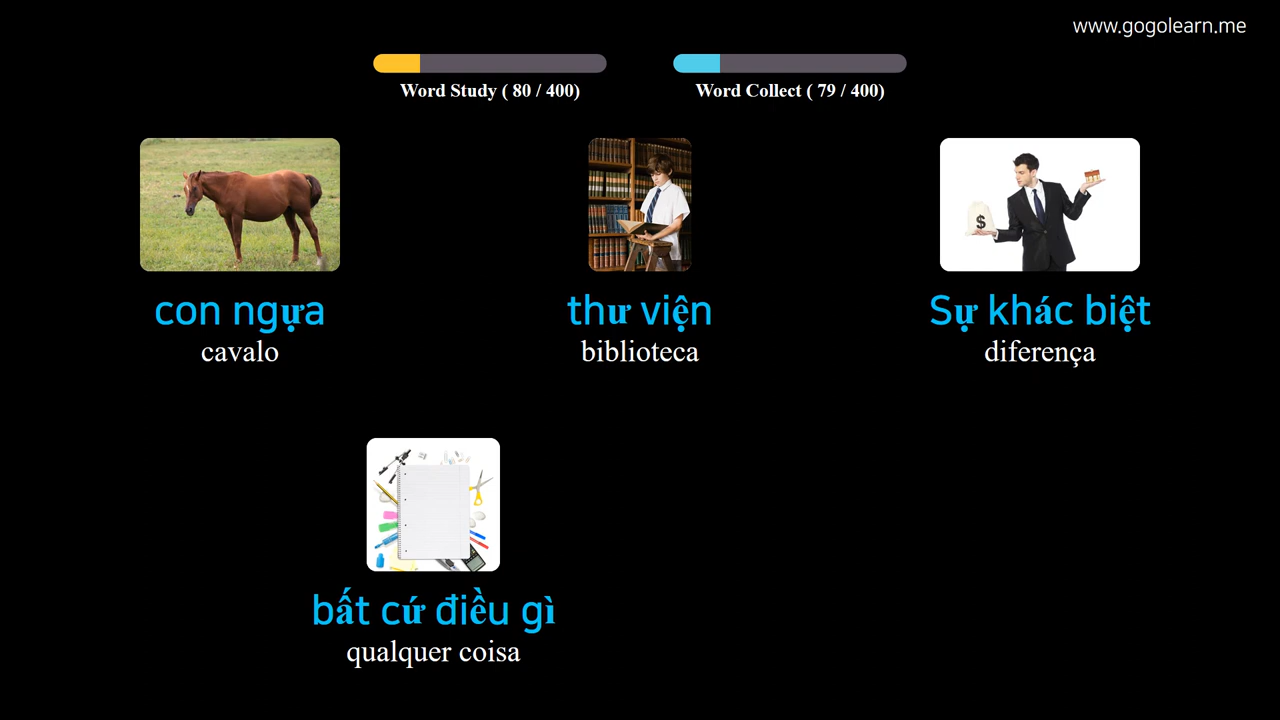 www.gogolearn.me
Word Study ( 80 / 400)
Word Collect ( 79 / 400)
$
con ngựa
thư viện
Sự khác biệt
cavalo
biblioteca
diferença
bất cứ điều gì
qualquer coisa